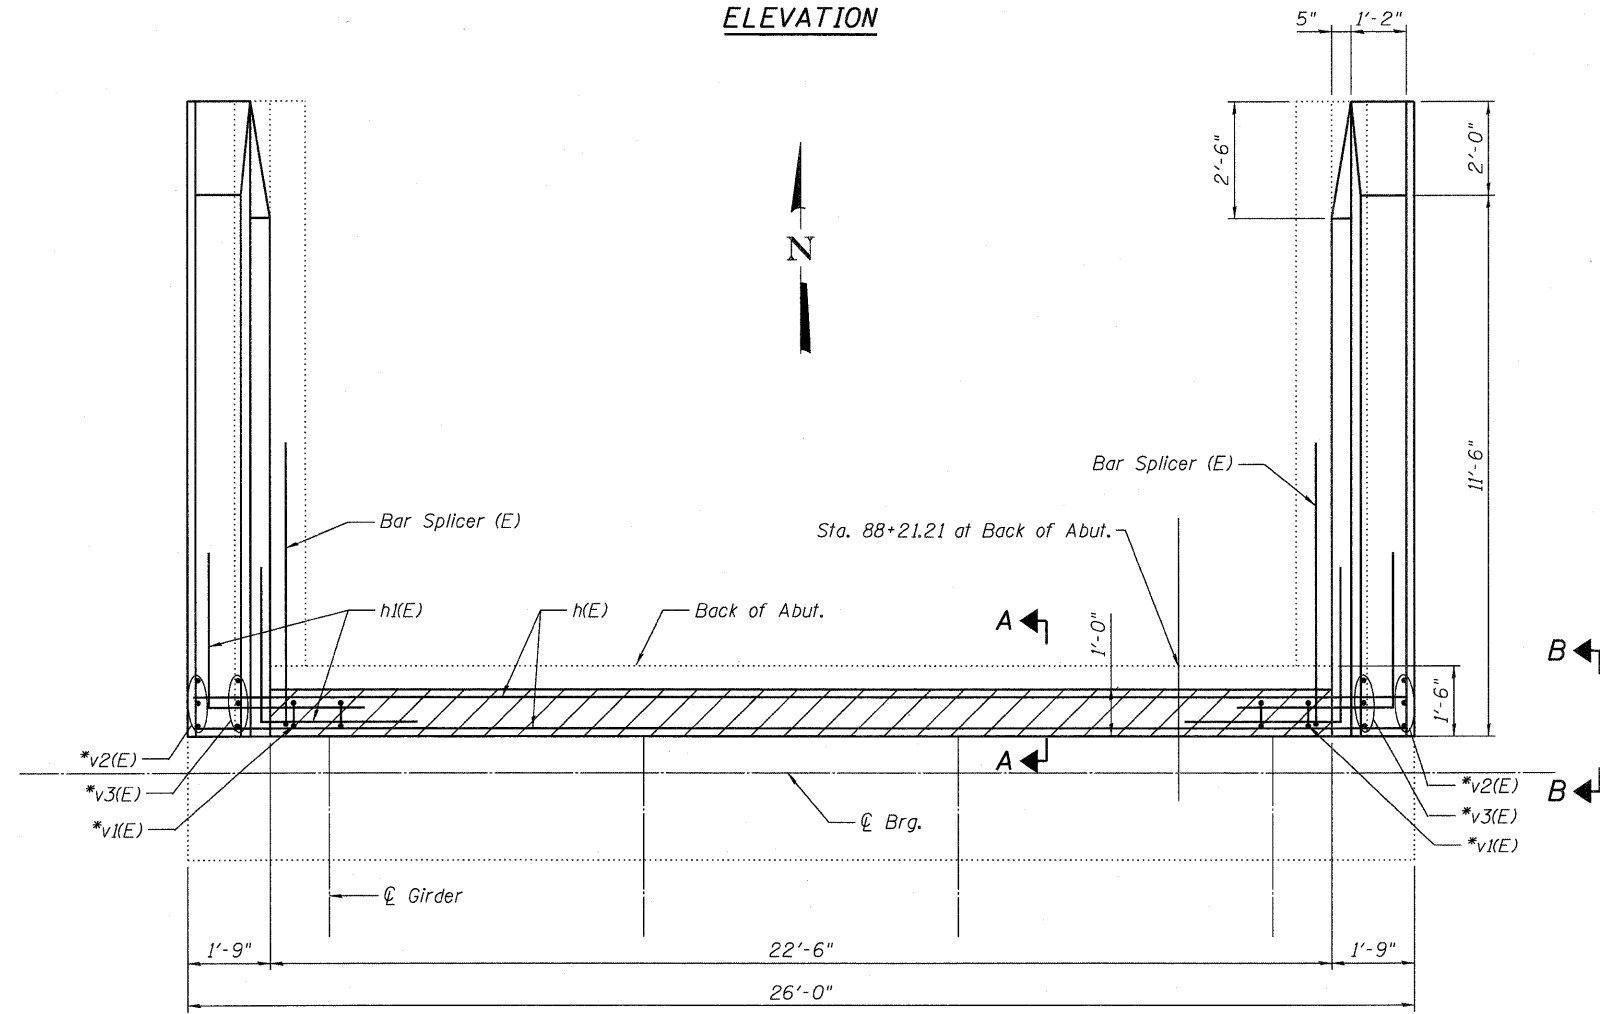 ELEVATION
5" 1'-2"
2'-6"
2'-0"
N
11'-6"
Bar Splicer (E)
Bar Splicer (E)
Sta. 88+21.21 at Back of Abut.
h1(E)
h(E)
Back of Abut.
A
1'-0"
B
1'-6"
*v2(E)
A
*v3(E)
*v2(E)
B
*v1(E)
℄ Brg.
*v3(E)
*v1(E)
℄ Girder
1'-9"
22'-6"
1'-9"
26'-0"